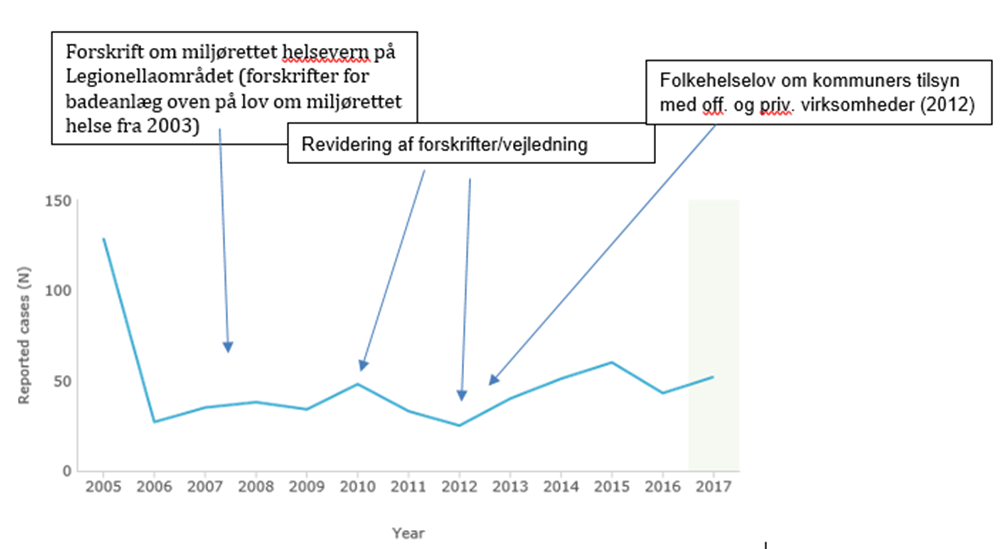 Forskrift om miljørettet helsevern på
Legionellaområdet (forskrifter for
badeanlæg oven på lov om miljørettet
helse fra 2003)
Revidering af forskrifter/vejledning
Folkehelselov om kommuners tilsyn
med off. og priv. virksomheder (2012)
150
100
50
0
Reported cases (N)
2005 2006 2007 2008 2009 2010 2011 2012 2013 2014 2015 2016 2017
Year